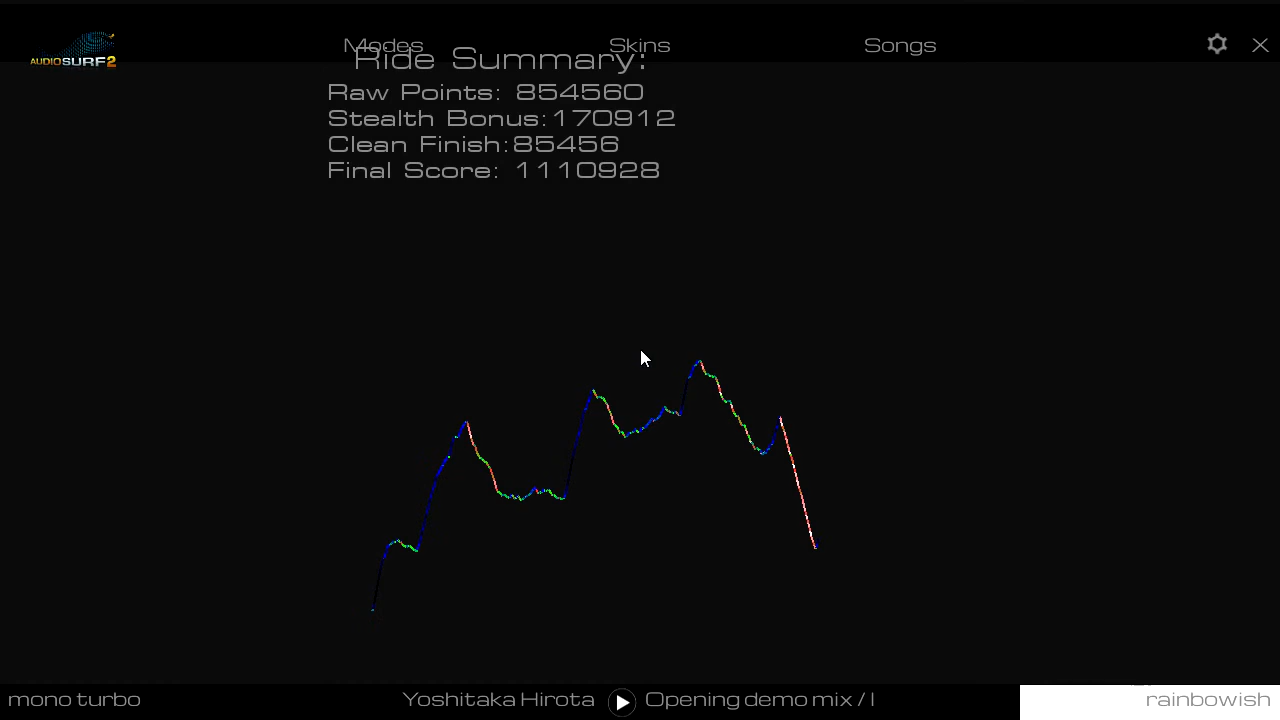 AUDIOSURF2
Modes
Skins
Songs
Ride Summary:
Raw Points: 854560
Stealth Bonus:170912
Clean Finish:85456
Final Score: 1110928
mono turbo
Yoshitaka Hirota
Opening demo mix / I
rainbowish